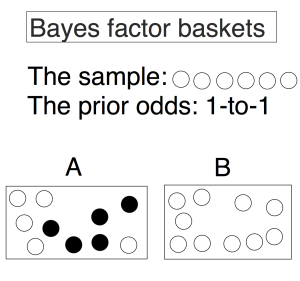 Bayes factor baskets
The sample:
The prior odds: 1-to-1
A B